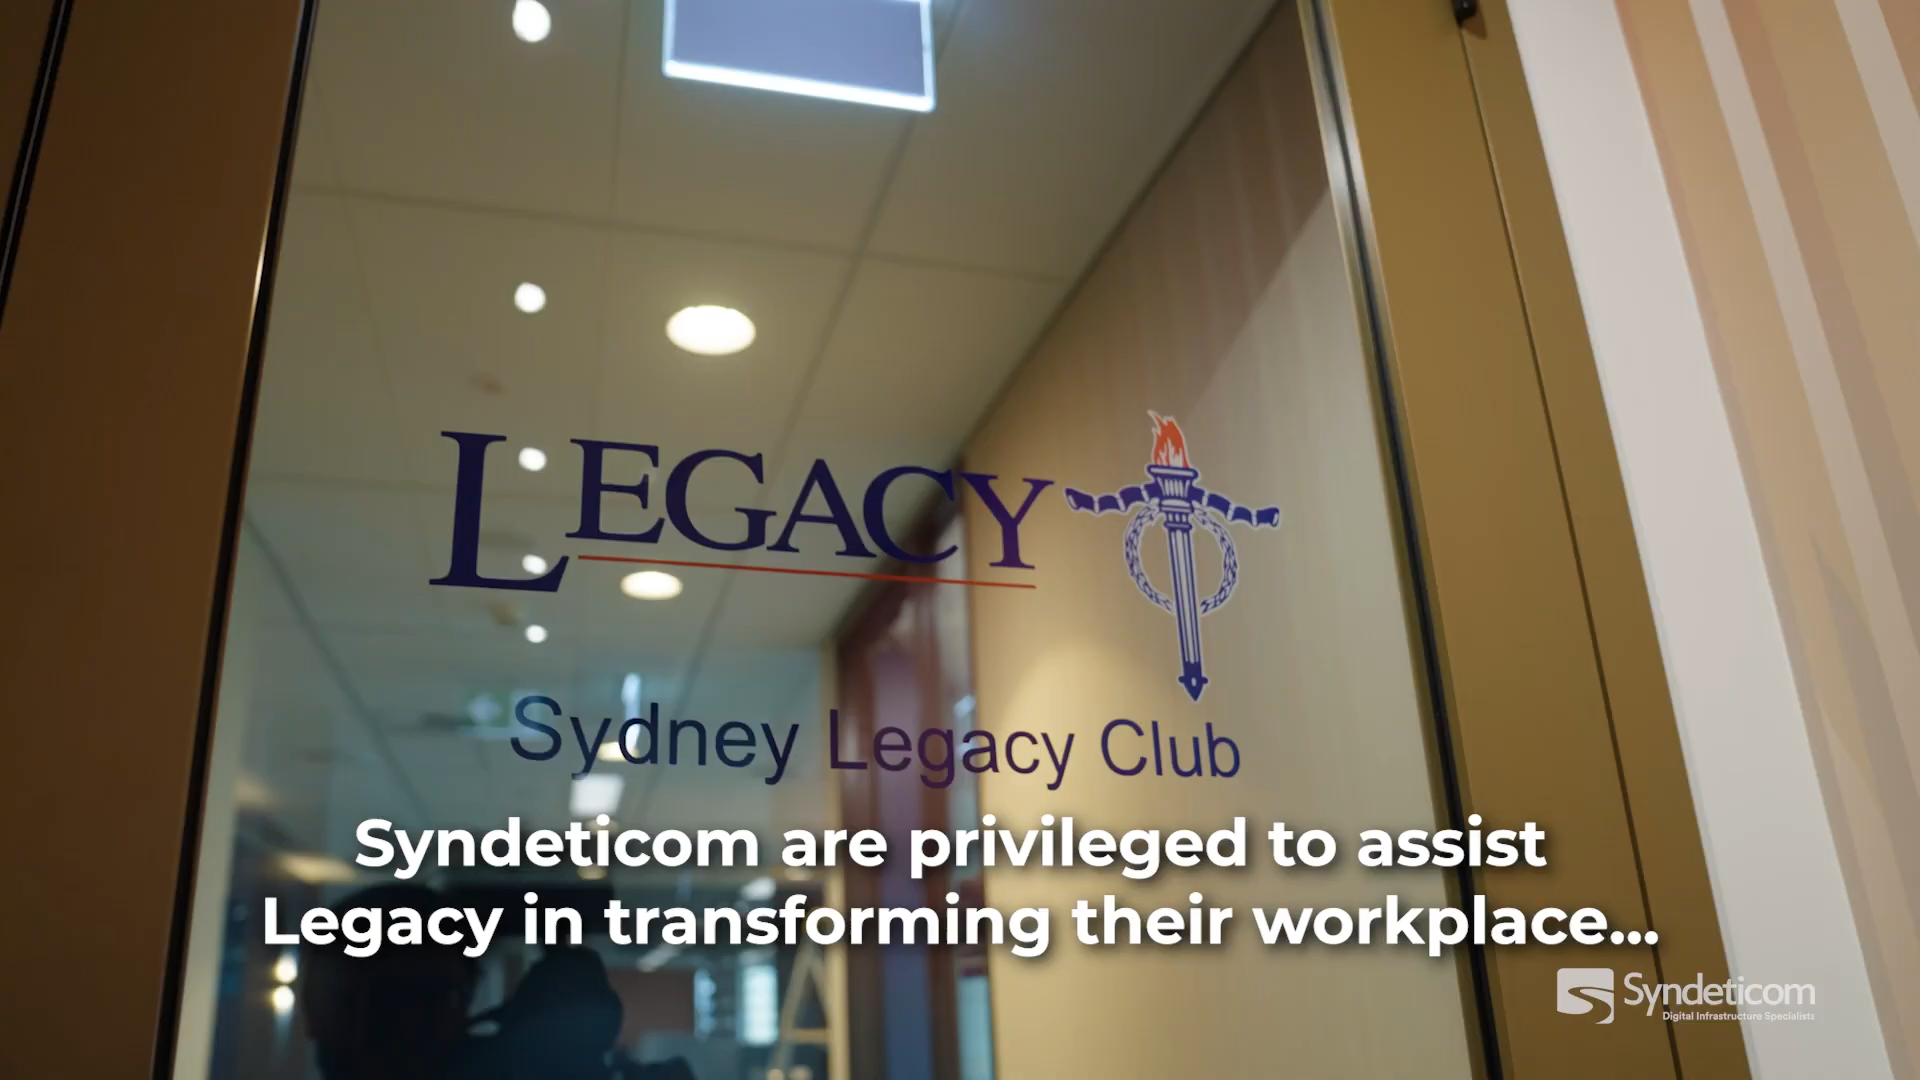 LEGACY
Sydney Legacy Club
Syndeticom are privileged to assist
Legacy in transforming their workplace...
Syndeticom
Digital Infrastructure Specialists